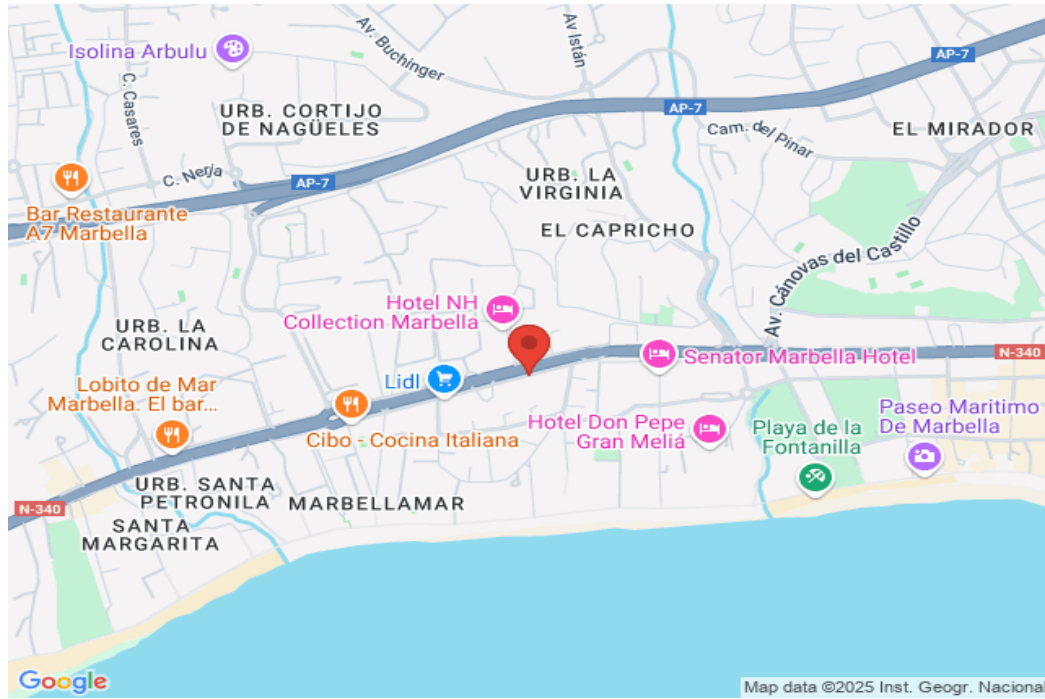 Isolina Arbulu
Av. Buchinger
Av Istán
AP-7
C. Casares
URB. CORTIJO
DE NAGÜELES
AP-7
Cam. del Pinar
EL MIRADOR
C. Nerja
AP-7
URB. LA
VIRGINIA
Bar Restaurante
A7 Marbella
EL CAPRICHO
Av. Cánovas del Castillo
Hotel NH
Collection Marbella
URB. LA
CAROLINA
Senator Marbella Hotel
N-340
Lidl
Lobito de Mar
Marbella. El bar...
Cibo - Cocina Italiana
Hotel Don Pepe
Gran Meliá
Playa de la
Fontanilla
Paseo Maritimo
De Marbella
URB. SANTA
PETRONILA
MARBELLAMAR
N-340
SANTA
MARGARITA
Google
Map data ©2025 Inst. Geogr. Nacional